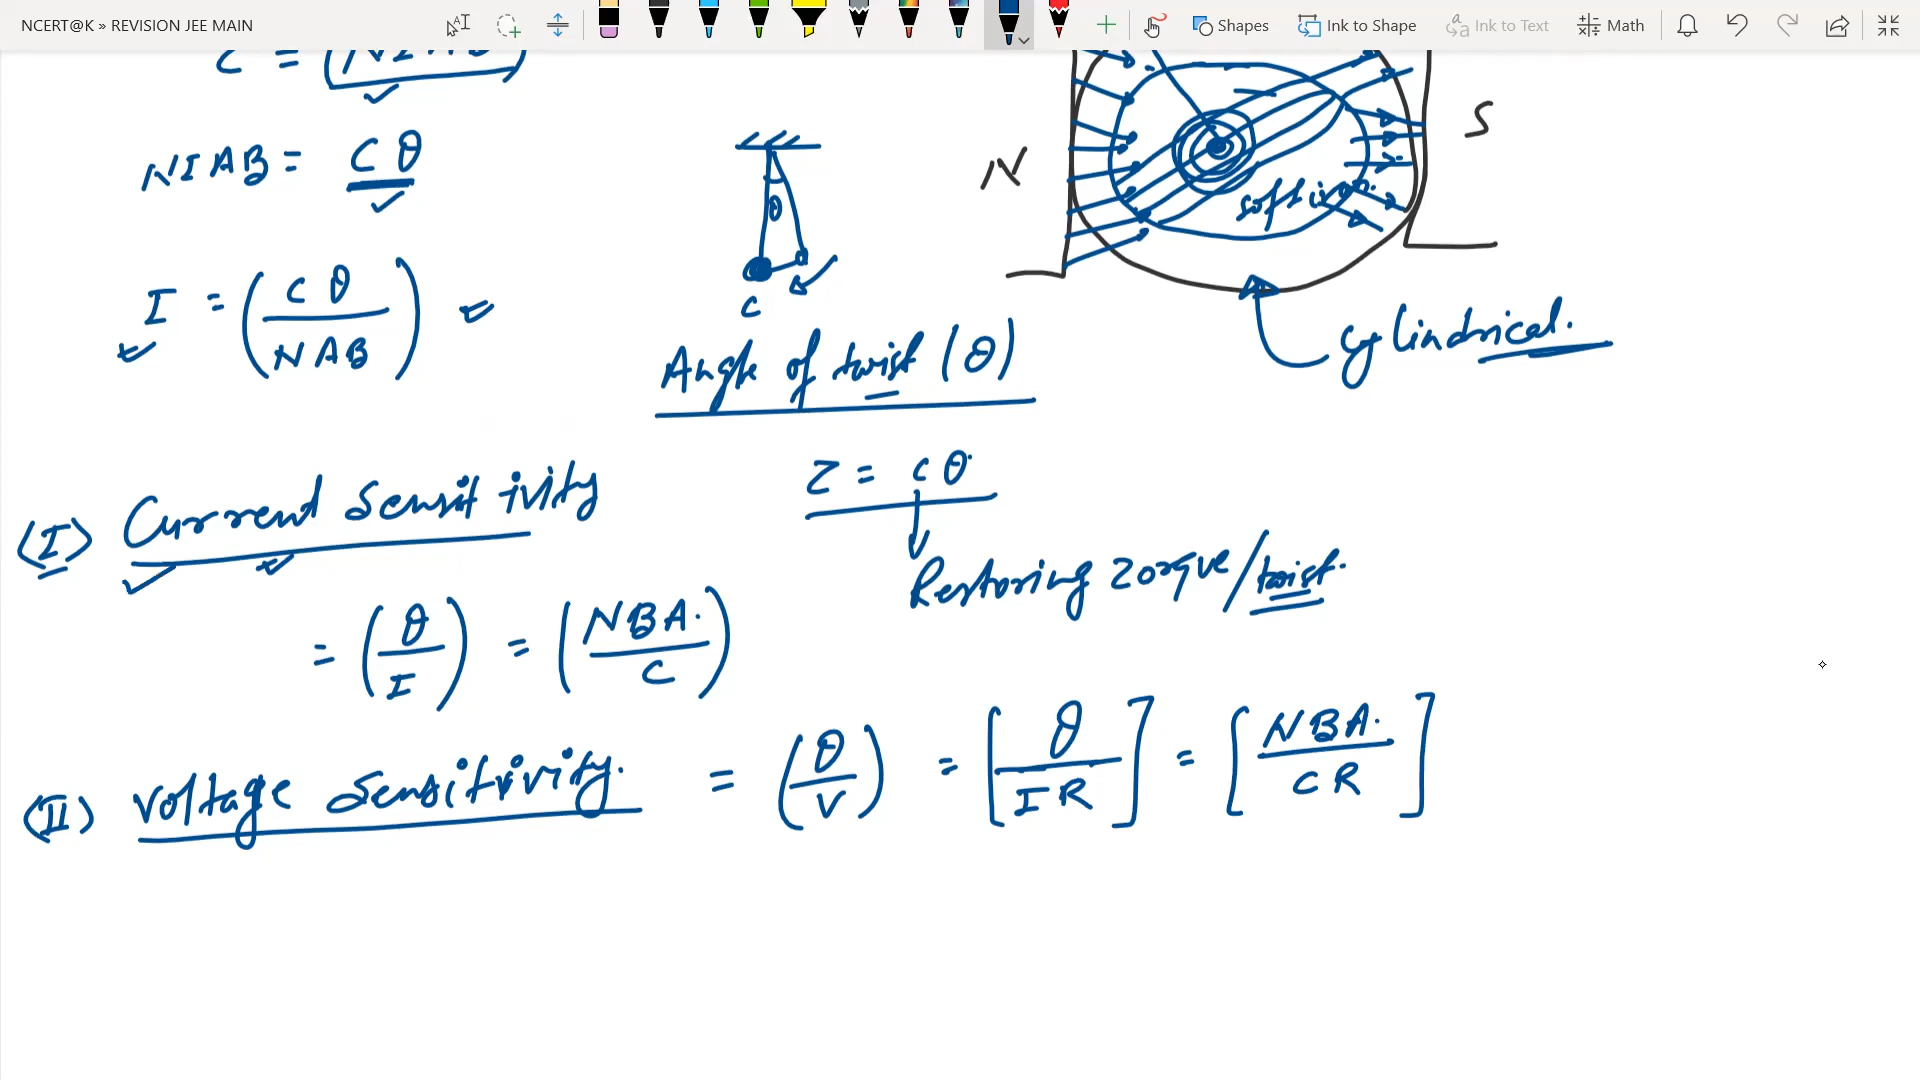 NCERT@K » REVISION JEE MAIN
Shapes
Ink to Shape
Ink to Text
Math
NIAB = Cθ
I = (Cθ / NAB)
θ
C
Angle of twist (θ)
τ = Cθ
Restoring torque/twist.
N
S
soft iron.
cylindrical.
(I) Current Sensitivity
= (θ / I) = (NBA. / C)
(II) Voltage Sensitivity. = (θ / V) = [θ / IR] = [NBA. / CR]